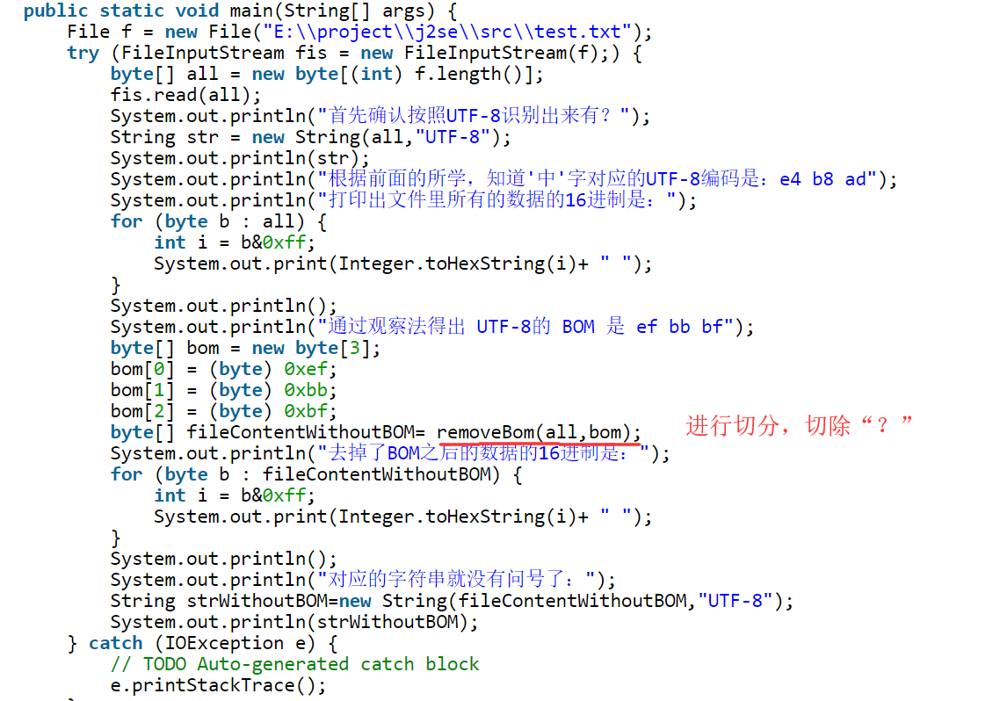 public static void main(String[] args) {
File f = new File("E:\\project\\j2se\\src\\test.txt");
try (FileInputStream fis = new FileInputStream(f);) {
byte[] all = new byte[(int) f.length()];
fis.read(all);
System.out.println("首先确认按照UTF-8识别出来有？");
String str = new String(all,"UTF-8");
System.out.println(str);
System.out.println("根据前面的所学，知道'中'字对应的UTF-8编码是：e4 b8 ad");
System.out.println("打印出文件里所有的数据的16进制是：");
for (byte b : all) {
int i = b&0xff;
System.out.print(Integer.toHexString(i)+ " ");
}
System.out.println();
System.out.println("通过观察法得出 UTF-8的 BOM 是 ef bb bf");
byte[] bom = new byte[3];
bom[0] = (byte) 0xef;
bom[1] = (byte) 0xbb;
bom[2] = (byte) 0xbf;
byte[] fileContentWithoutBOM= removeBom(all,bom);
进行切分，切除“？”
System.out.println("去掉了BOM之后的数据的16进制是：");
for (byte b : fileContentWithoutBOM) {
int i = b&0xff;
System.out.print(Integer.toHexString(i)+ " ");
}
System.out.println();
System.out.println("对应的字符串就没有问号了：");
String strWithoutBOM=new String(fileContentWithoutBOM,"UTF-8");
System.out.println(strWithoutBOM);
} catch (IOException e) {
// TODO Auto-generated catch block
e.printStackTrace();